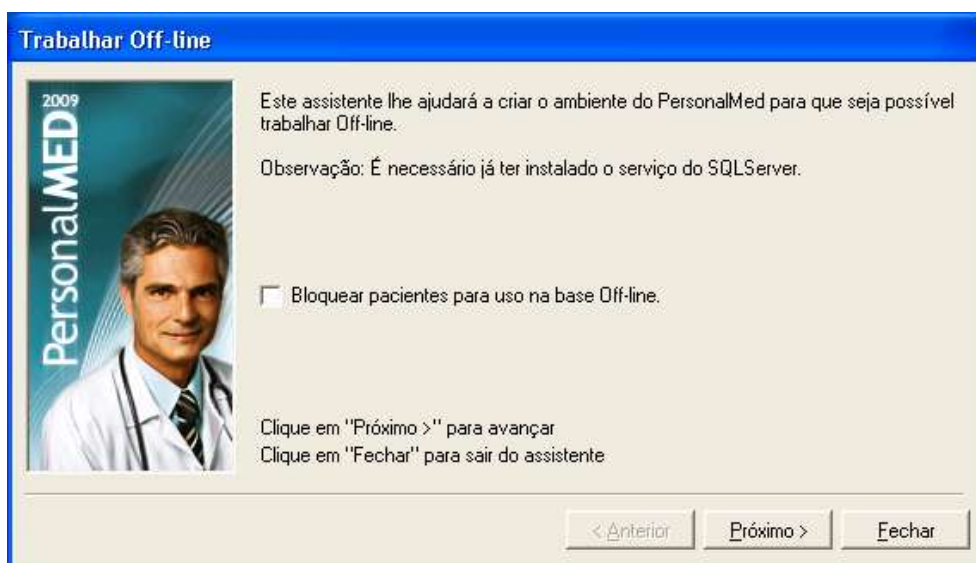 Trabalhar Off-line
2009
PersonalMED
Este assistente lhe ajudará a criar o ambiente do PersonalMed para que seja possível
trabalhar Off-line.
Observação: É necessário já ter instalado o serviço do SQLServer.
Bloquear pacientes para uso na base Off-line.
Clique em "Próximo >" para avançar
Clique em "Fechar" para sair do assistente
< Anterior
Próximo >
Fechar